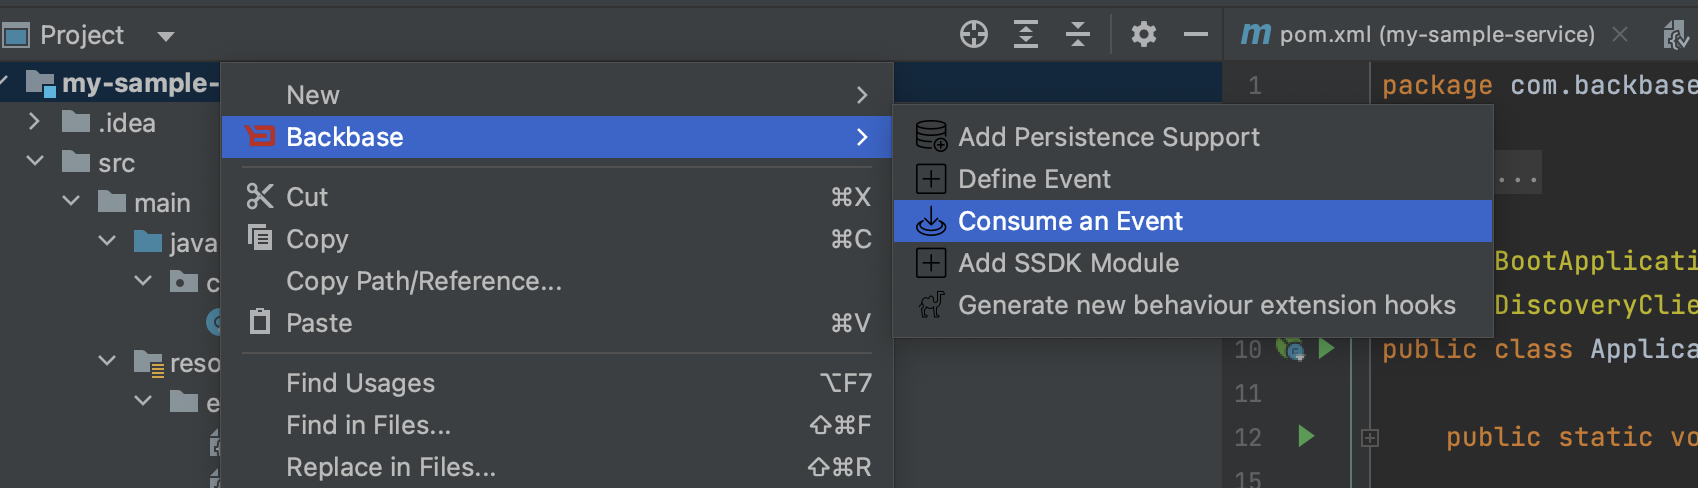 Project
pom.xml (my-sample-service)
my-sample-
.idea
src
main
java
c
reso
e
New
Backbase
Cut ⌘X
Copy ⌘C
Copy Path/Reference...
Paste ⌘V
Find Usages ⌥F7
Find in Files... ⇧⌘F
Replace in Files... ⇧⌘R
Add Persistence Support
Define Event
Consume an Event
Add SSDK Module
Generate new behaviour extension hooks
1 package com.backbase
...
BootApplicati
DiscoveryClie
10 public class Applica
11
12 public static vo
15